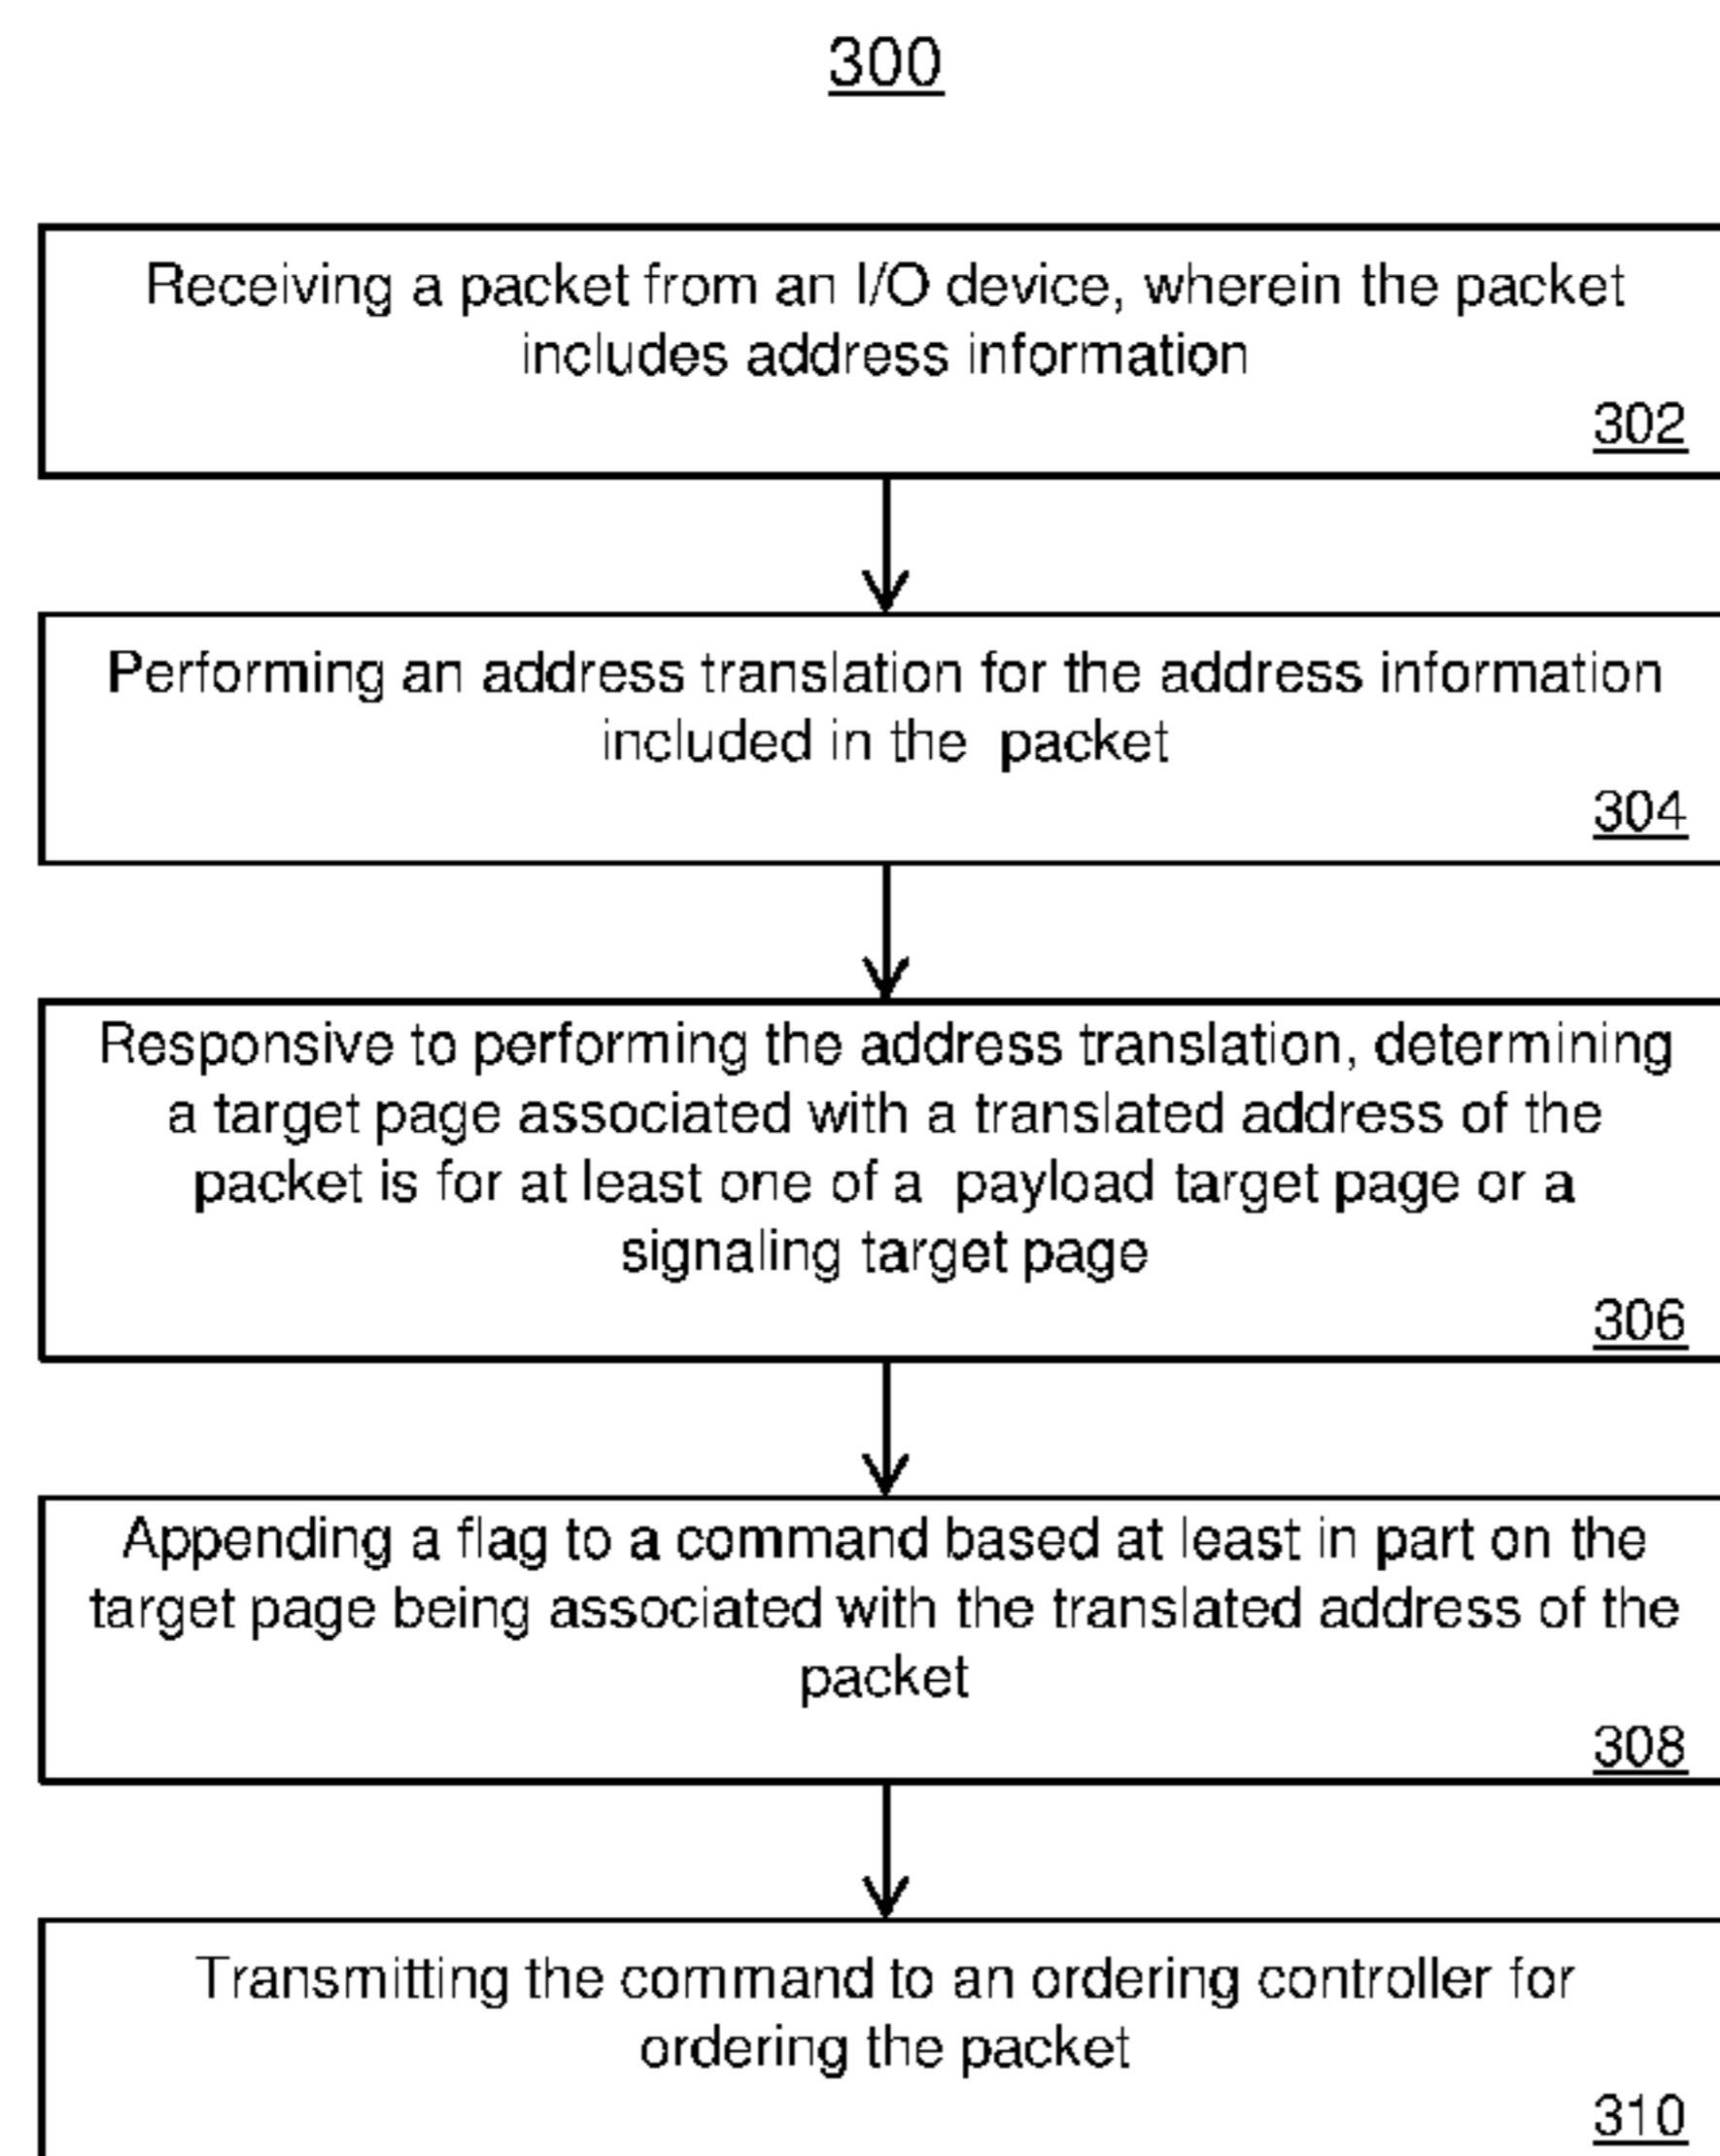 300
Receiving a packet from an I/O device, wherein the packet
includes address information
302
Performing an address translation for the address information
included in the packet
304
Responsive to performing the address translation, determining
a target page associated with a translated address of the
packet is for at least one of a payload target page or a
signaling target page
306
Appending a flag to a command based at least in part on the
target page being associated with the translated address of the
packet
308
Transmitting the command to an ordering controller for
ordering the packet
310